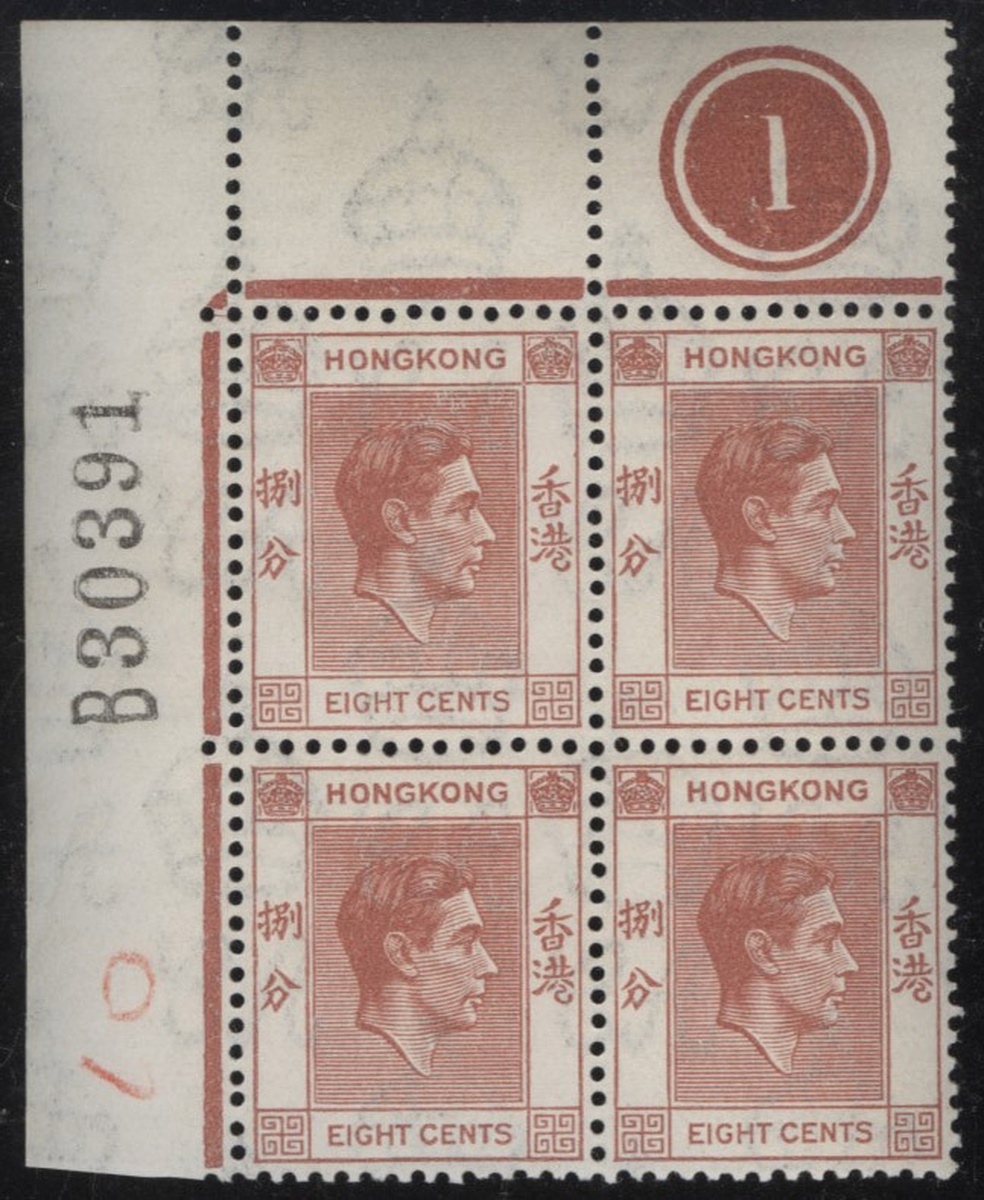 1
B30391
HONGKONG
捌分
香港
EIGHT CENTS
HONGKONG
捌分
香港
EIGHT CENTS
HONGKONG
捌分
香港
EIGHT CENTS
HONGKONG
捌分
香港
EIGHT CENTS